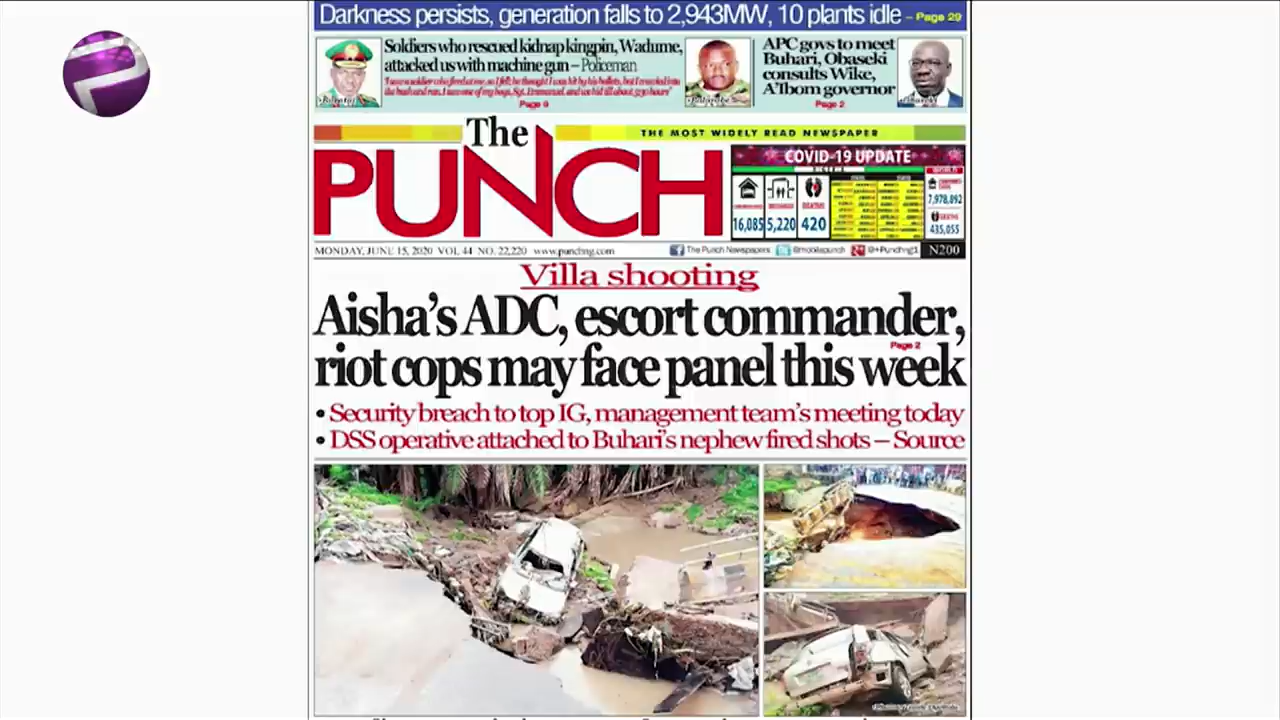 Darkness persists, generation falls to 2,943MW, 10 plants idle – Page 29
Soldiers who rescued kidnap kingpin, Wadume,
attacked us with machine gun – Policeman
Page 9
APC govs to meet
Buhari, Obaseki
consults Wike,
A'Ibom governor
Page 2
The
PUNCH
THE MOST WIDELY READ NEWSPAPER
COVID-19 UPDATE
16,085
5,220
420
7,978,892
435,055
MONDAY, JUNE 15, 2020 VOL 44 NO. 22,220 www.punchng.com
The Punch Newspapers
@mobilepunch
N200
Villa shooting
Aisha's ADC, escort commander,
Page 2
riot cops may face panel this week
• Security breach to top IG, management team's meeting today
• DSS operative attached to Buhari's nephew fired shots – Source